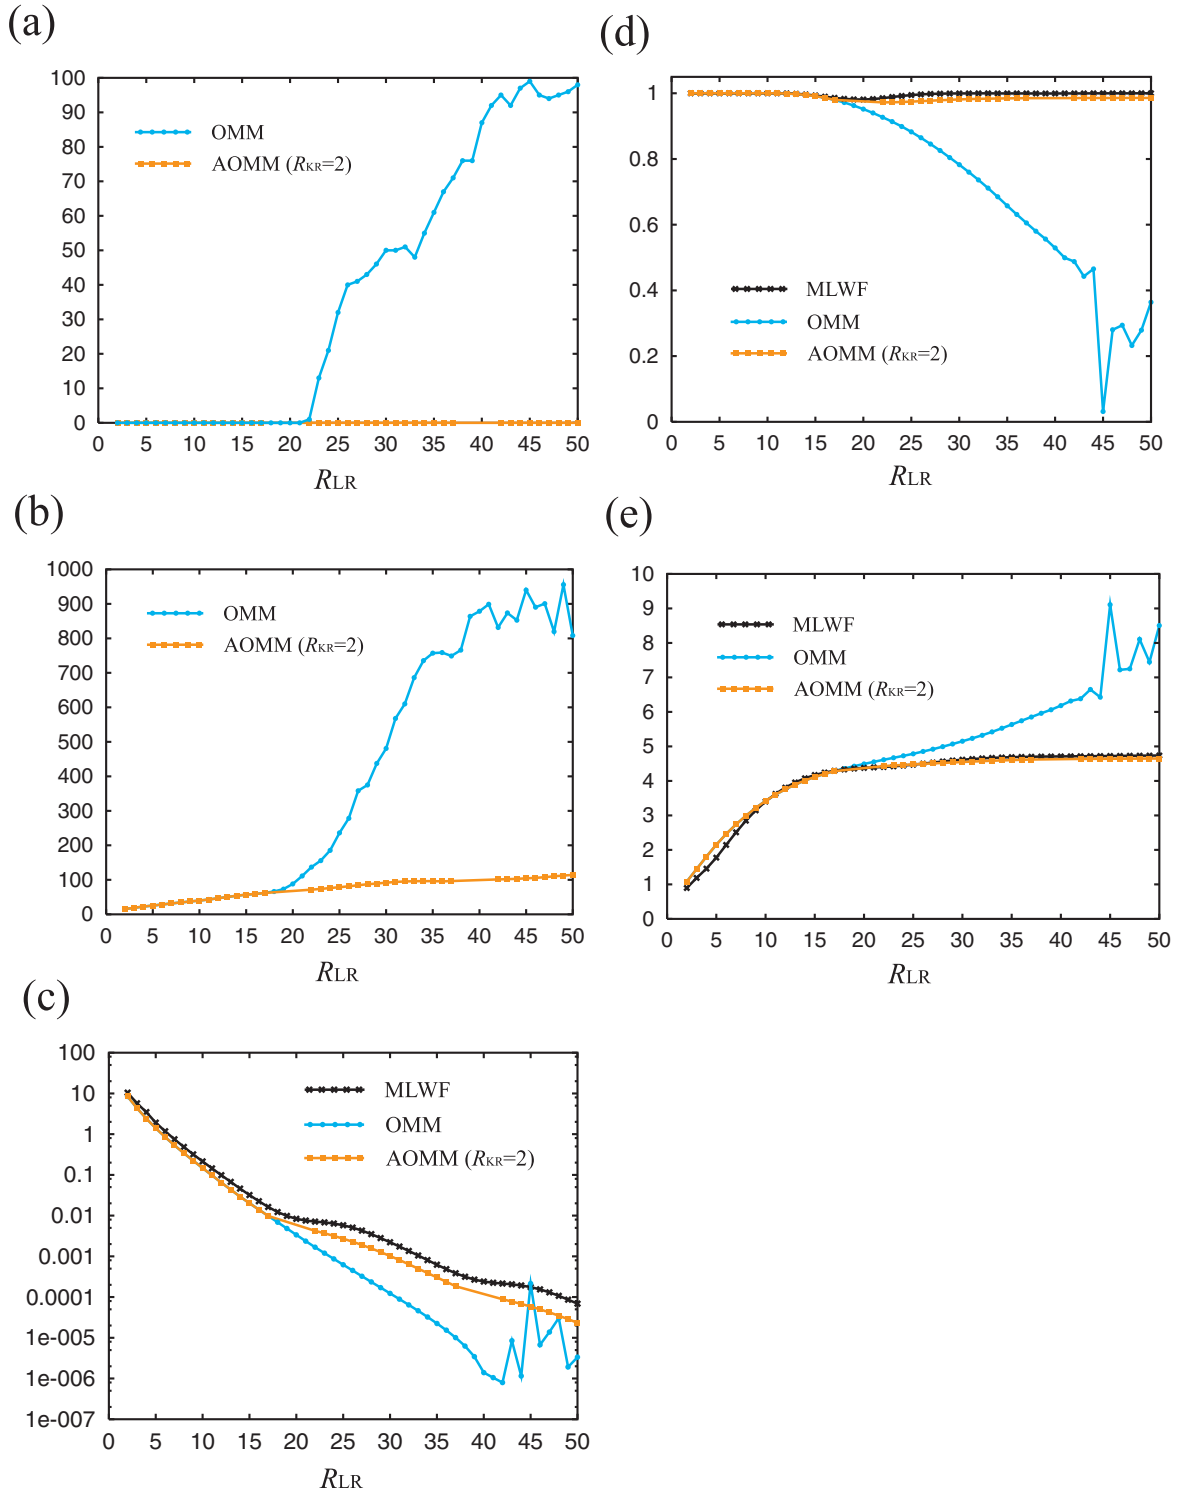 (a)
100
90
80
70
60
50
40
30
20
10
0
OMM
AOMM (RKR=2)
0 5 10 15 20 25 30 35 40 45 50
RLR
(b)
1000
900
800
700
600
500
400
300
200
100
0
OMM
AOMM (RKR=2)
0 5 10 15 20 25 30 35 40 45 50
RLR
(c)
100
10
1
0.1
0.01
0.001
0.0001
1e-005
1e-006
1e-007
MLWF
OMM
AOMM (RKR=2)
0 5 10 15 20 25 30 35 40 45 50
RLR
(d)
1
0.8
0.6
0.4
0.2
0
MLWF
OMM
AOMM (RKR=2)
0 5 10 15 20 25 30 35 40 45 50
RLR
(e)
10
9
8
7
6
5
4
3
2
1
0
MLWF
OMM
AOMM (RKR=2)
0 5 10 15 20 25 30 35 40 45 50
RLR